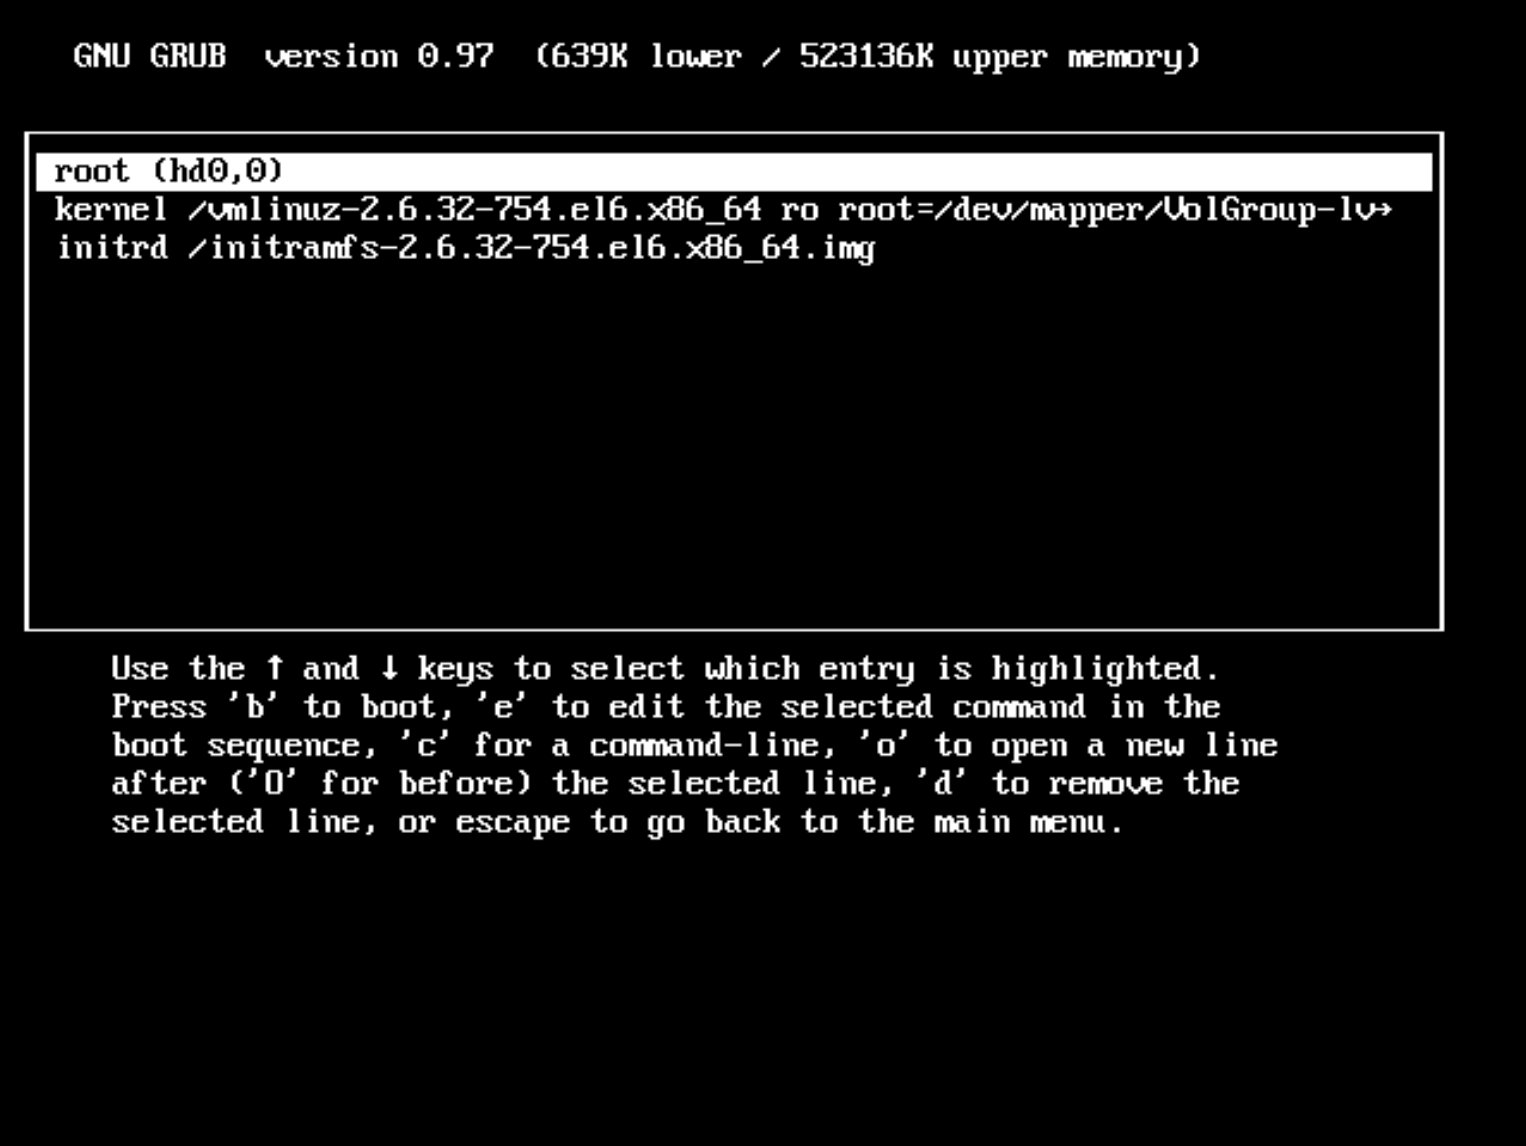 GNU GRUB  version 0.97  (639K lower / 523136K upper memory)
root (hd0,0)
kernel /vmlinuz-2.6.32-754.el6.x86_64 ro root=/dev/mapper/VolGroup-lv→
initrd /initramfs-2.6.32-754.el6.x86_64.img
Use the ↑ and ↓ keys to select which entry is highlighted.
Press 'b' to boot, 'e' to edit the selected command in the
boot sequence, 'c' for a command-line, 'o' to open a new line
after ('O' for before) the selected line, 'd' to remove the
selected line, or escape to go back to the main menu.